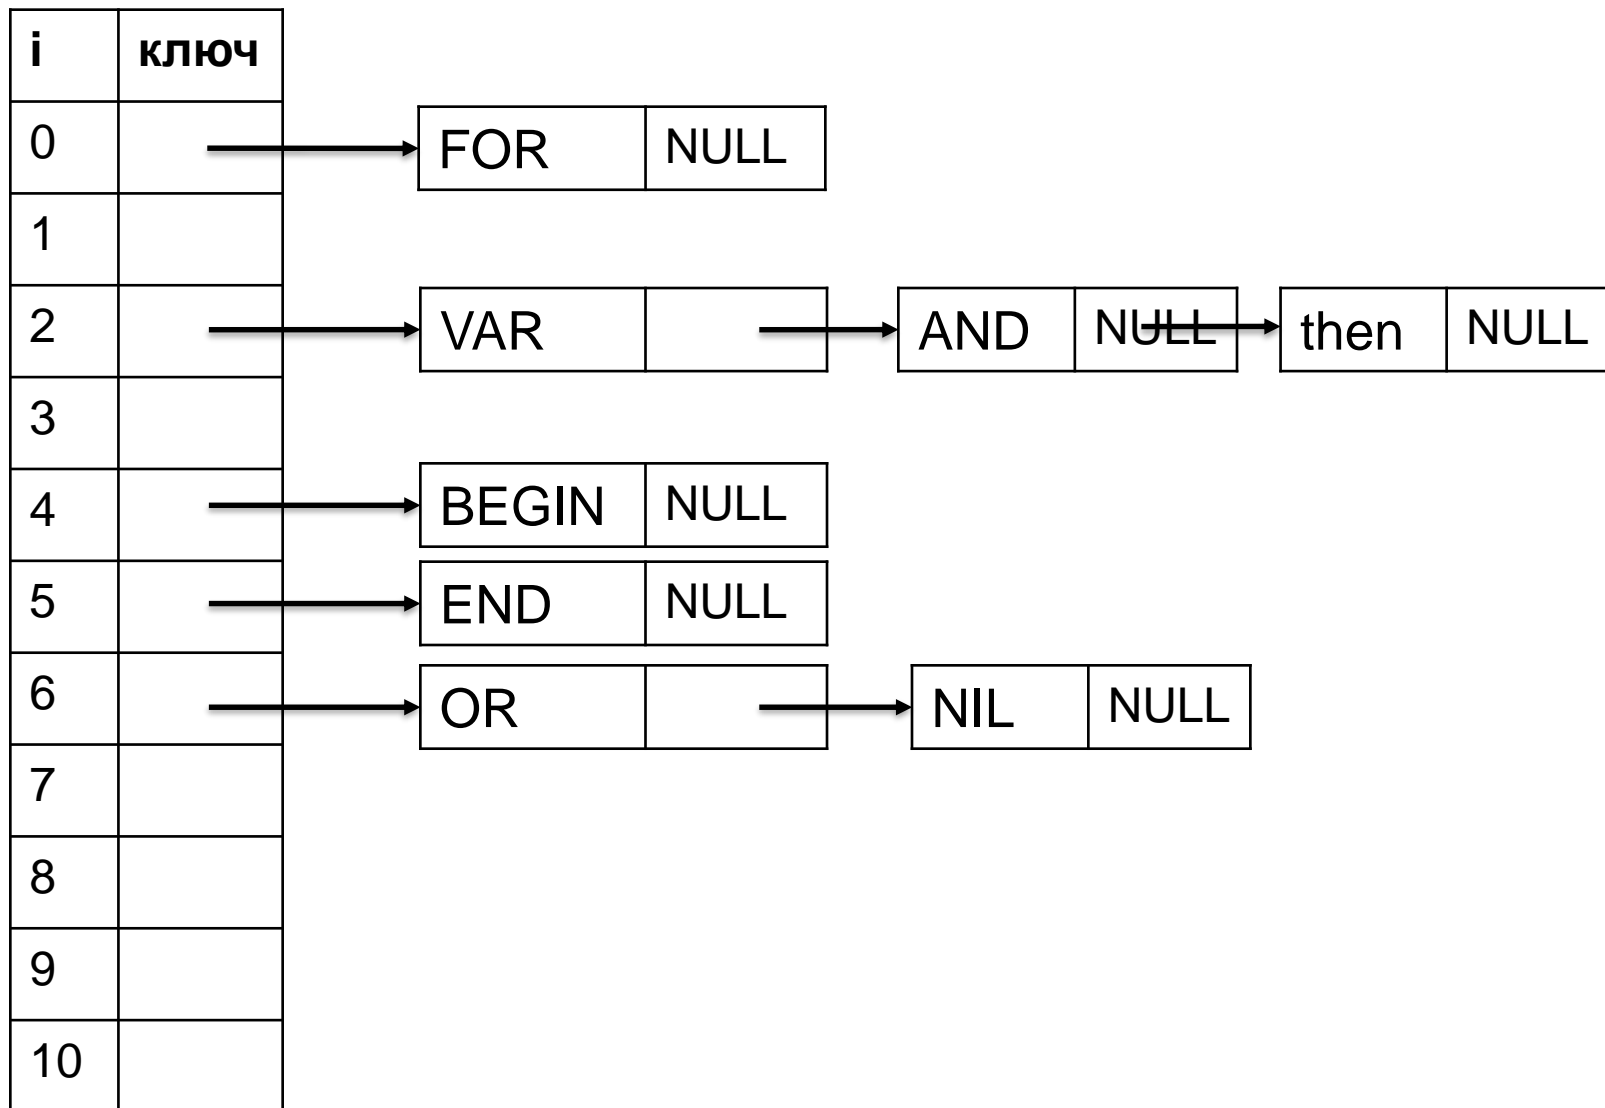 i ключ
0 FOR NULL
1
2 VAR AND NULL then NULL
3
4 BEGIN NULL
5 END NULL
6 OR NIL NULL
7
8
9
10